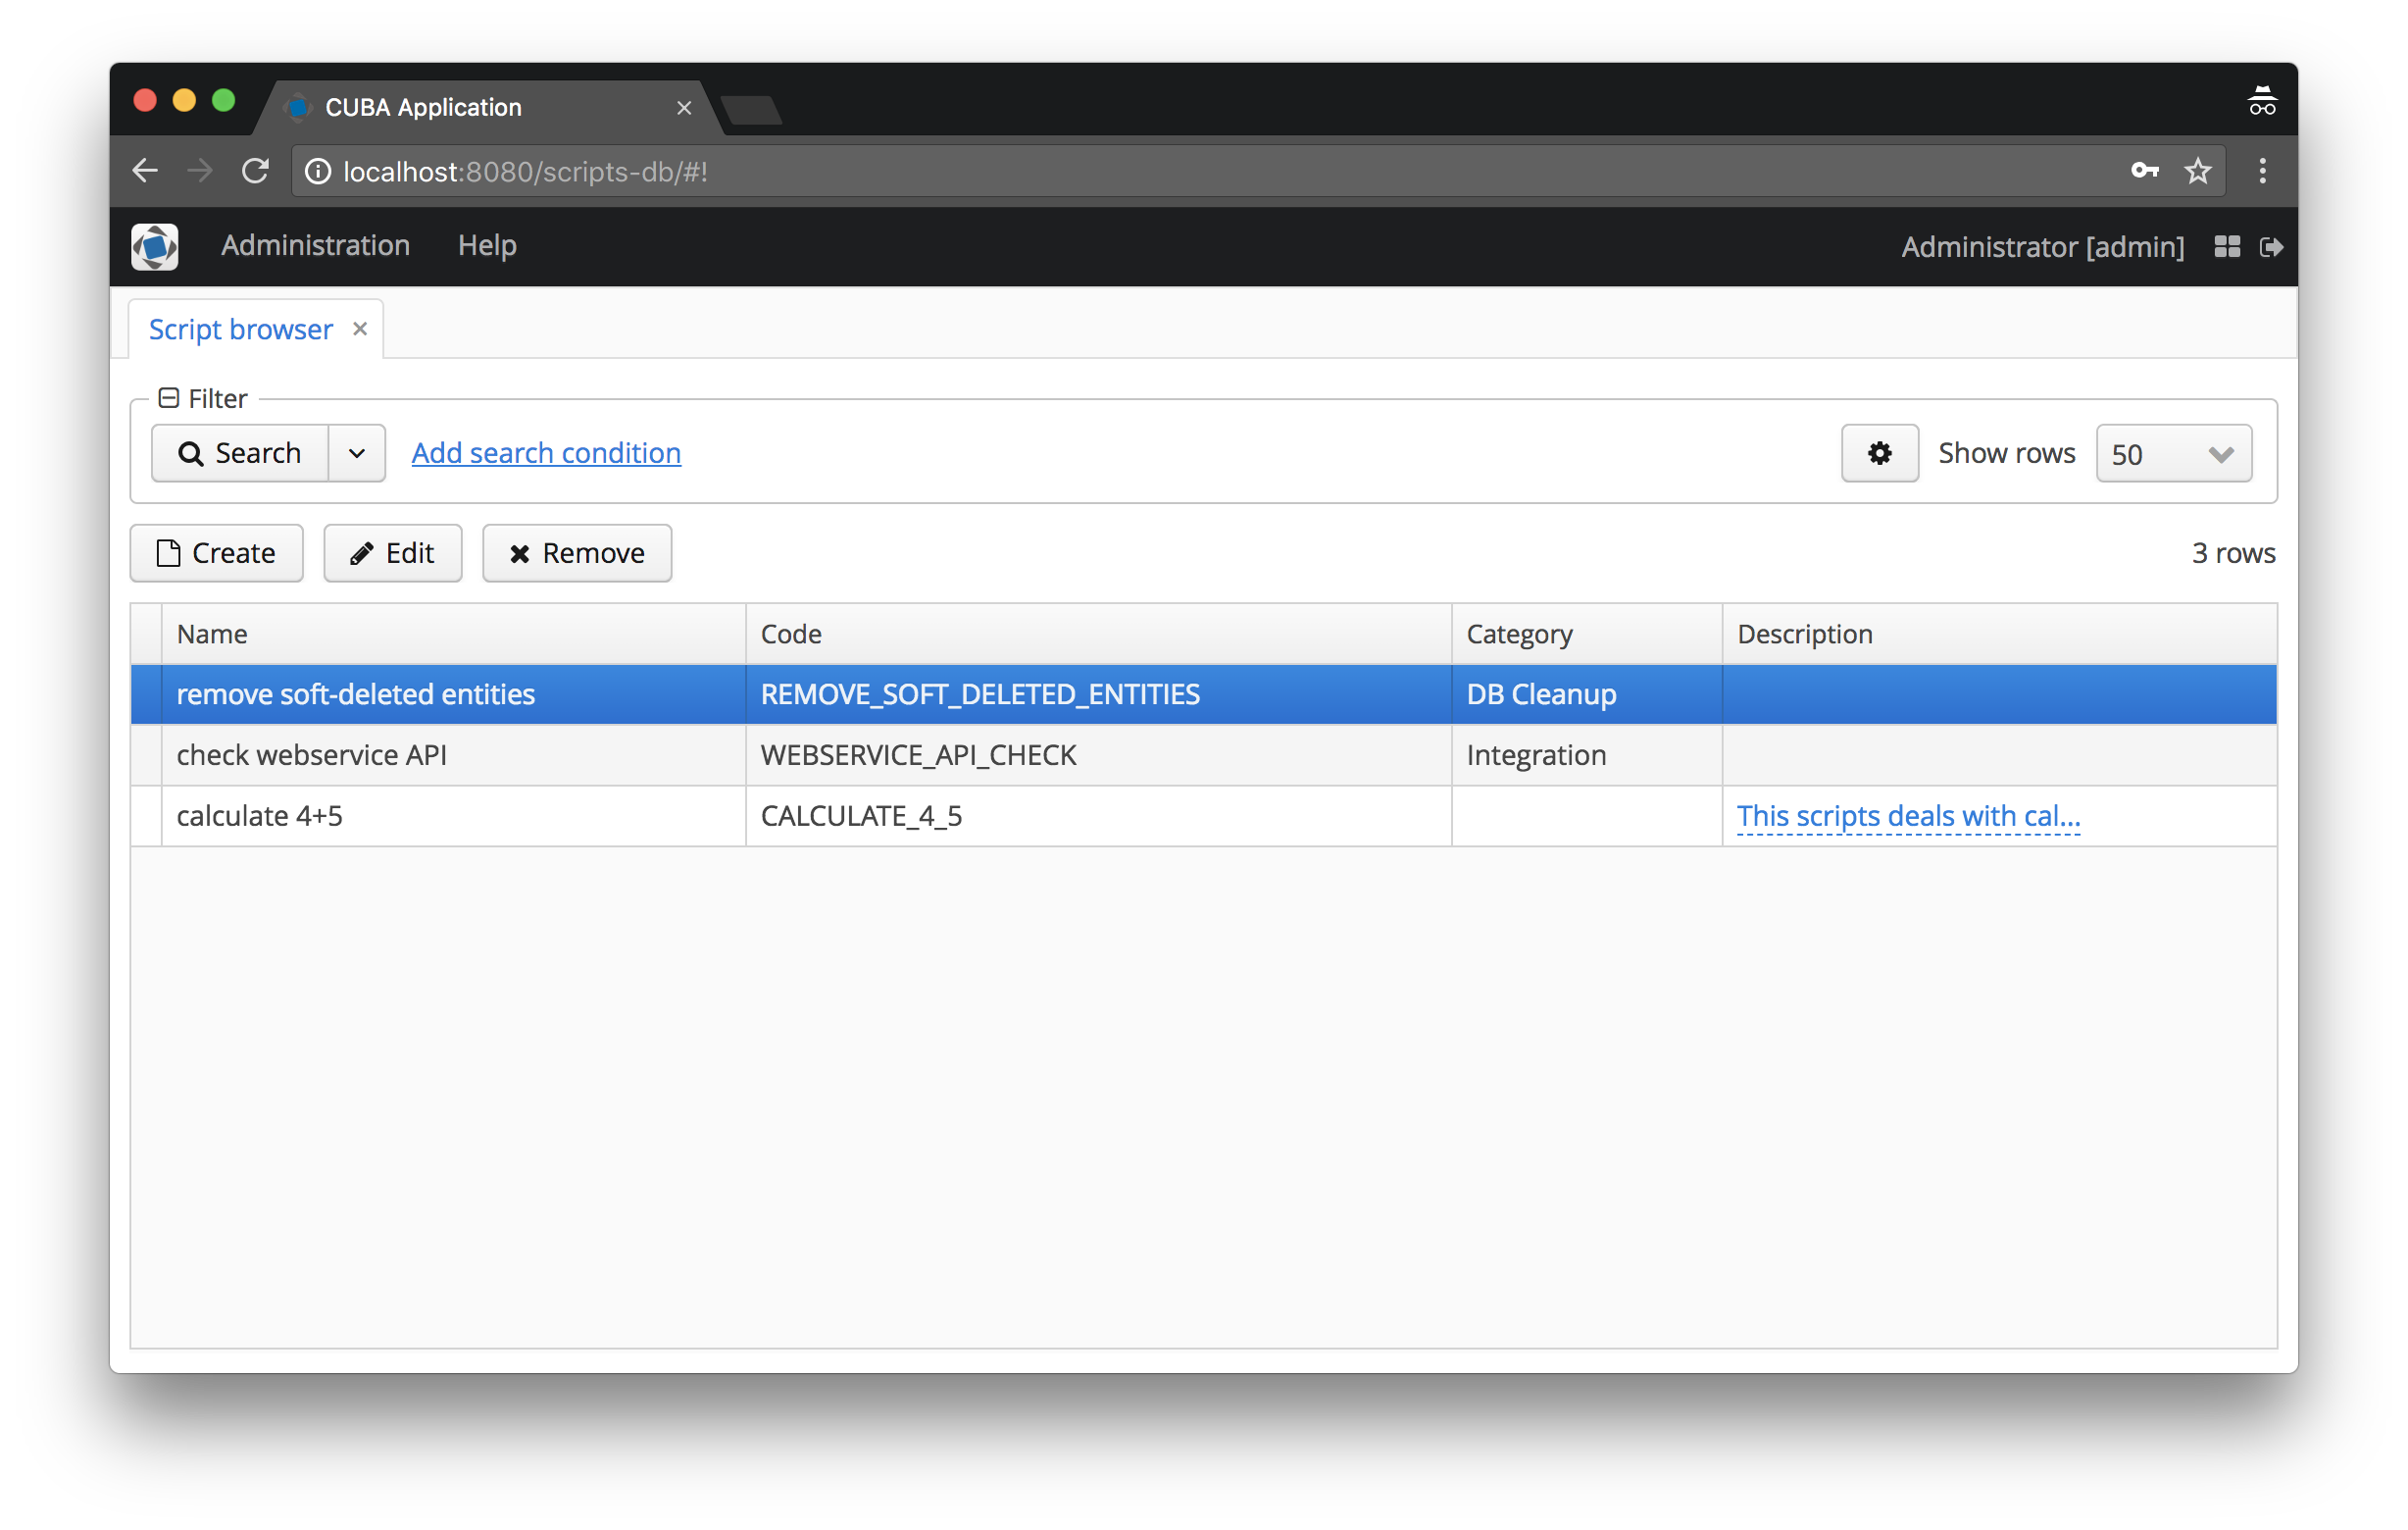 CUBA Application
localhost:8080/scripts-db/#!
Administration Help Administrator [admin]
Script browser
Filter
Search Add search condition Show rows 50
Create Edit Remove 3 rows
Name Code Category Description
remove soft-deleted entities REMOVE_SOFT_DELETED_ENTITIES DB Cleanup
check webservice API WEBSERVICE_API_CHECK Integration
calculate 4+5 CALCULATE_4_5 This scripts deals with cal...